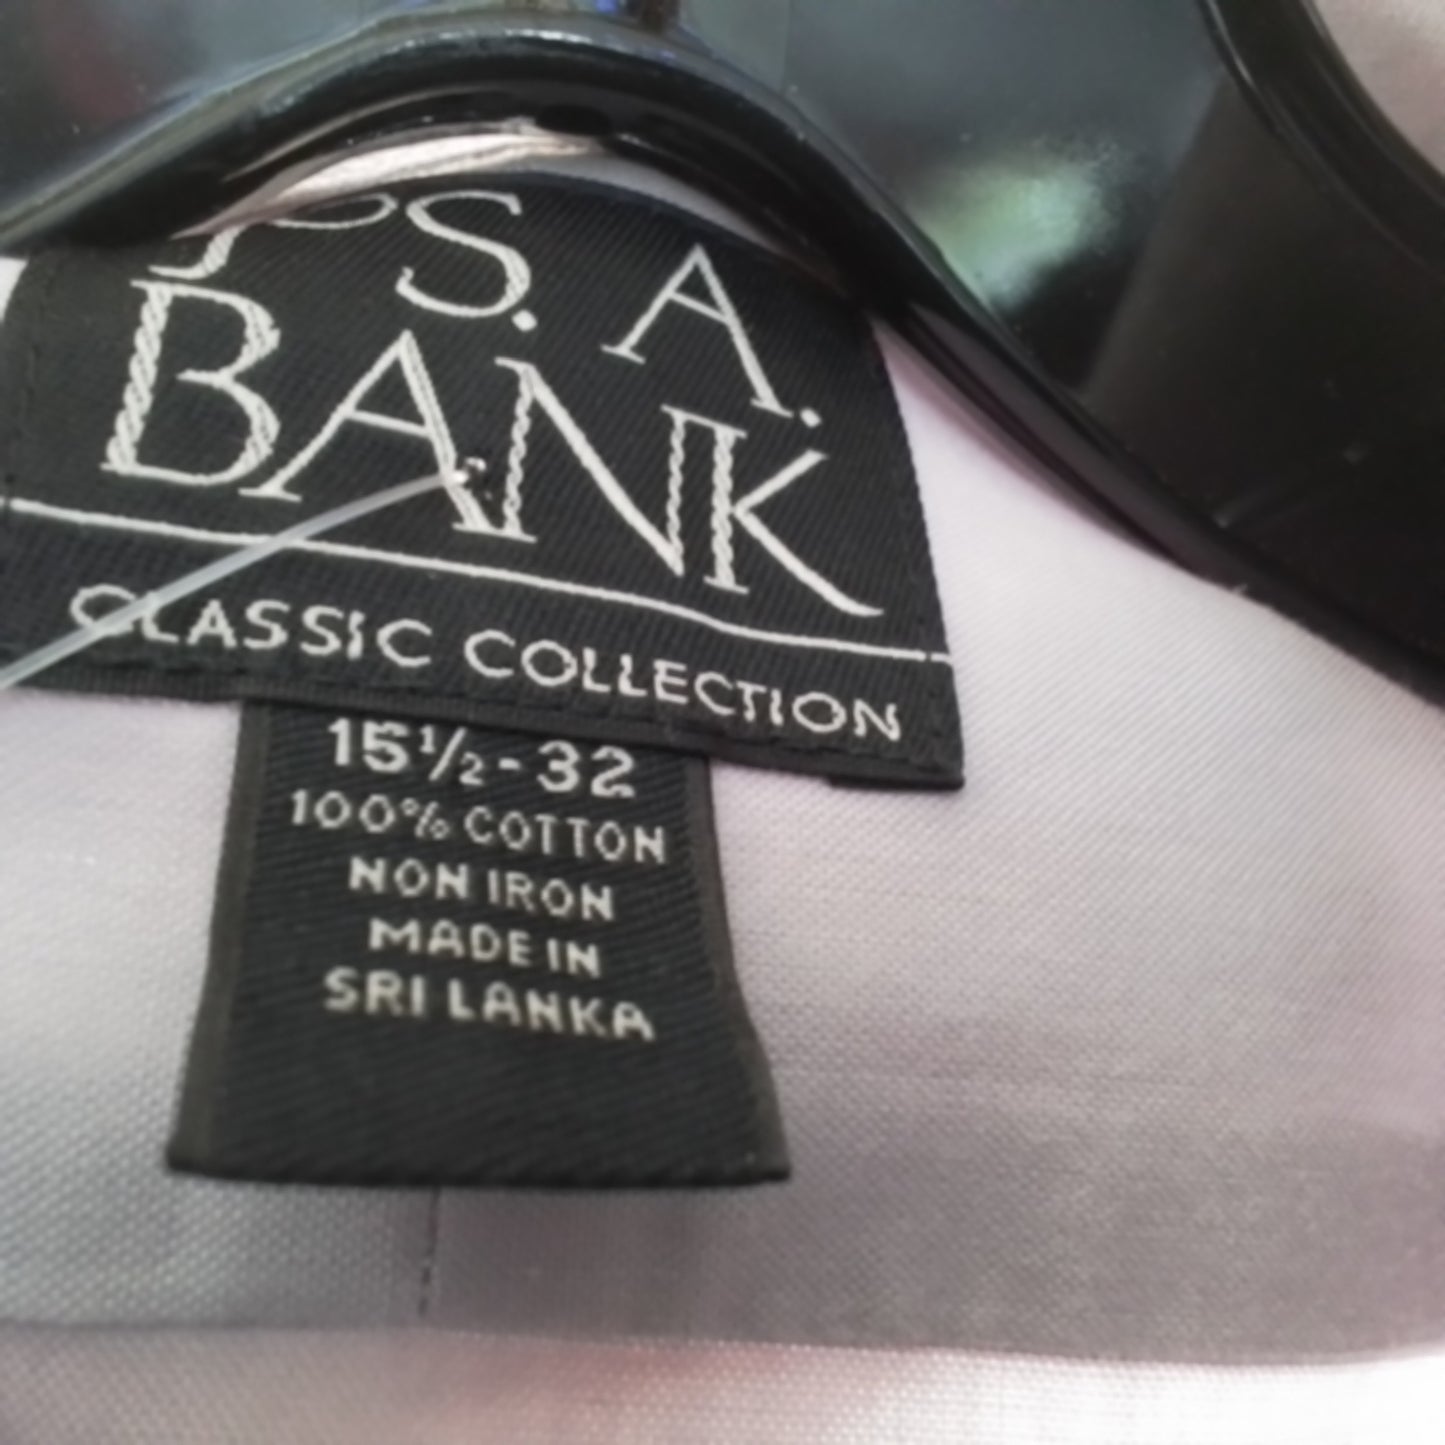 S. A.
BANK
CLASSIC COLLECTION
15½-32
100% COTTON
NON IRON
MADE IN
SRI LANKA